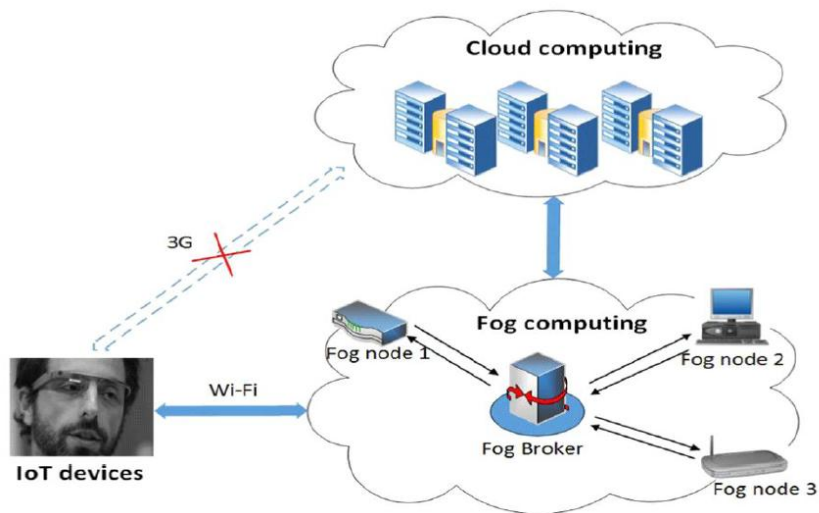 Cloud computing
3G
Fog computing
Fog node 1
Fog node 2
Wi-Fi
Fog Broker
IoT devices
Fog node 3